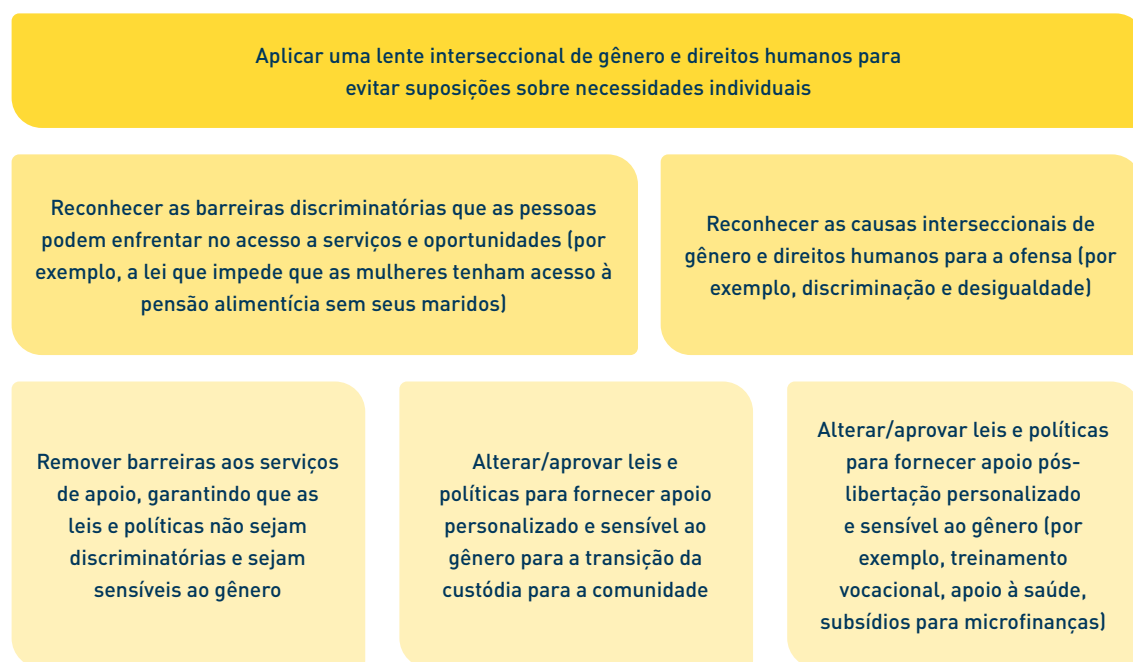 Aplicar uma lente interseccional de gênero e direitos humanos para
evitar suposições sobre necessidades individuais
Reconhecer as barreiras discriminatórias que as pessoas
podem enfrentar no acesso a serviços e oportunidades (por
exemplo, a lei que impede que as mulheres tenham acesso à
pensão alimentícia sem seus maridos)
Reconhecer as causas interseccionais de
gênero e direitos humanos para a ofensa (por
exemplo, discriminação e desigualdade)
Remover barreiras aos serviços
de apoio, garantindo que as
leis e políticas não sejam
discriminatórias e sejam
sensíveis ao gênero
Alterar/aprovar leis e
políticas para fornecer apoio
personalizado e sensível ao
gênero para a transição da
custódia para a comunidade
Alterar/aprovar leis e políticas
para fornecer apoio pós-
libertação personalizado
e sensível ao gênero (por
exemplo, treinamento
vocacional, apoio à saúde,
subsídios para microfinanças)